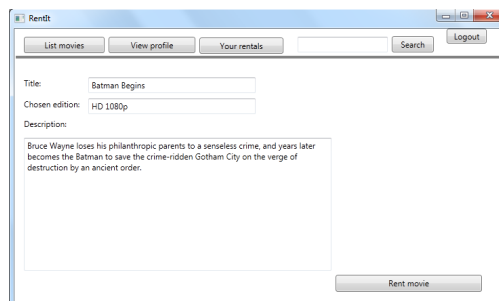 RentIt
List movies View profile Your rentals Search Logout
Title: Batman Begins
Chosen edition: HD 1080p
Description:
Bruce Wayne loses his philanthropic parents to a senseless crime, and years later
becomes the Batman to save the crime-ridden Gotham City on the verge of
destruction by an ancient order.
Rent movie